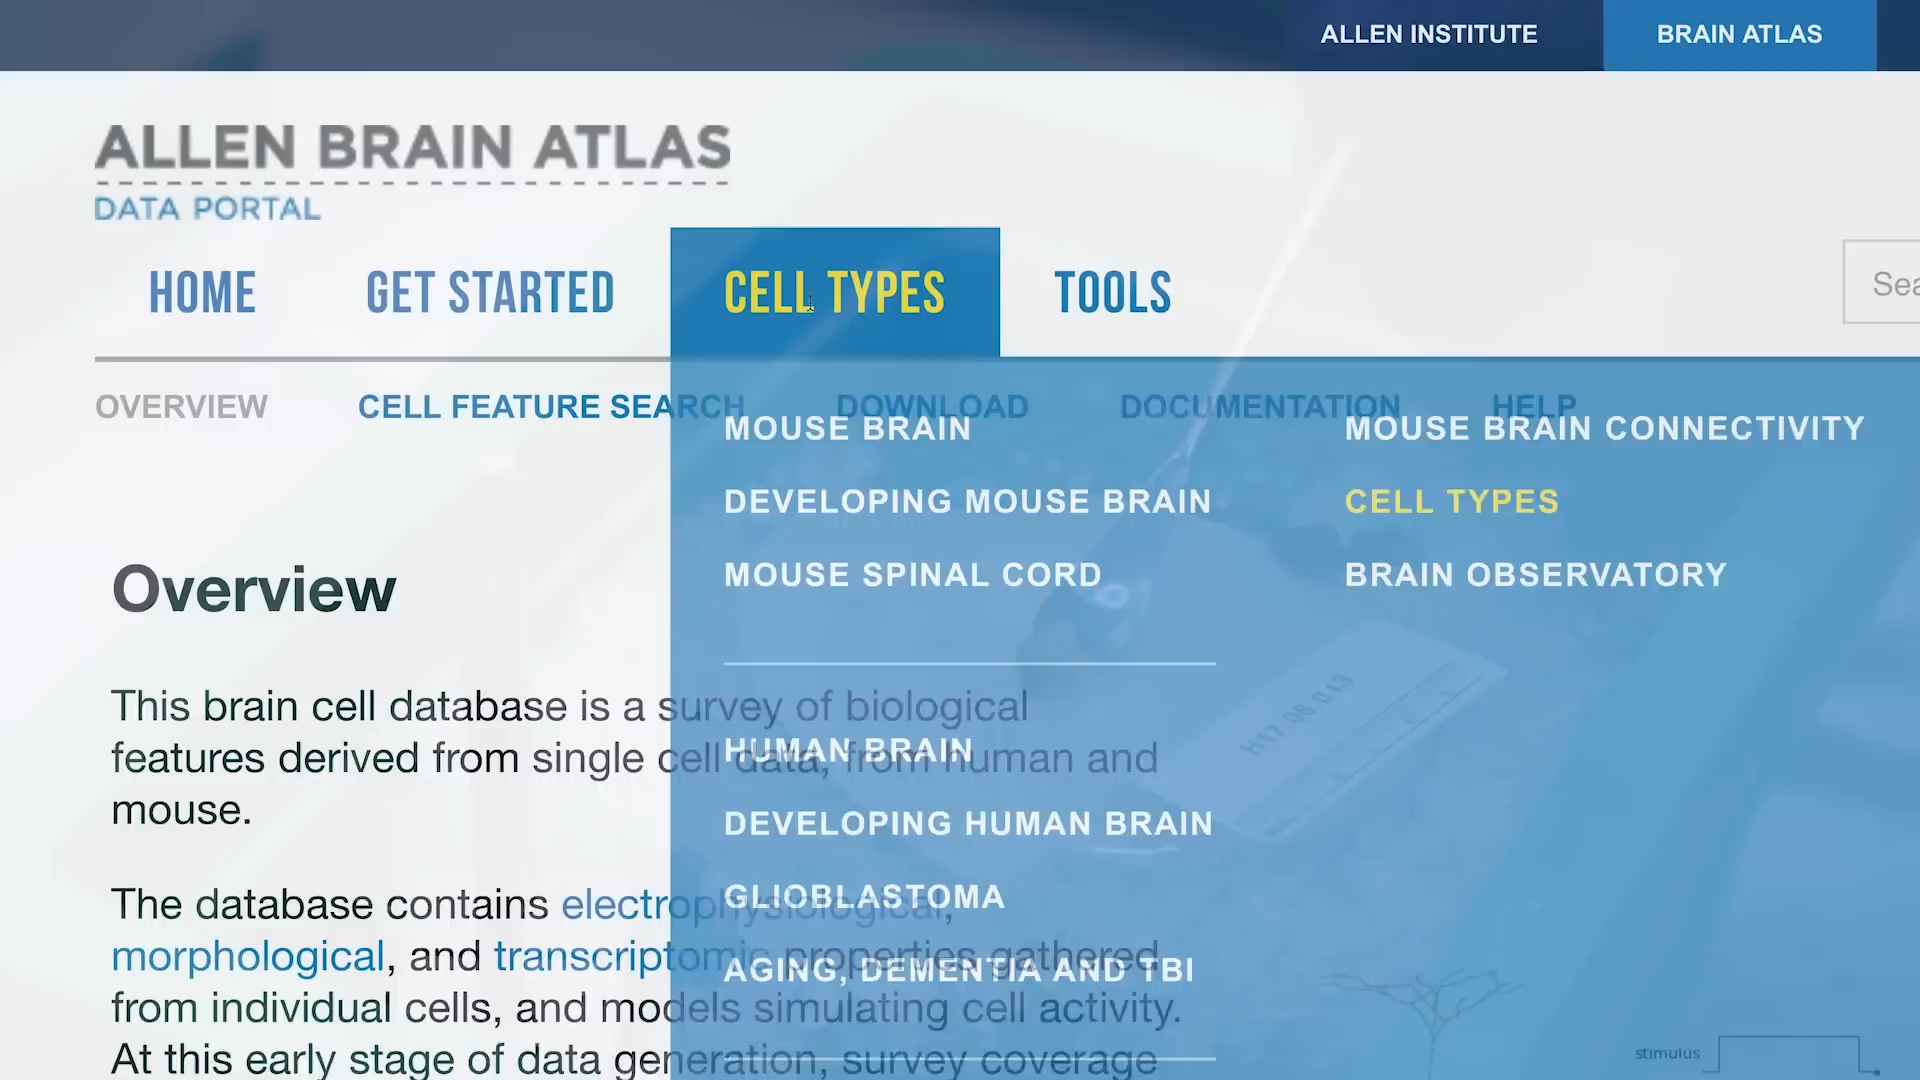 ALLEN INSTITUTE
BRAIN ATLAS
ALLEN BRAIN ATLAS
DATA PORTAL
HOME
GET STARTED
CELL TYPES
TOOLS
Sea
OVERVIEW
CELL FEATURE SEARCH
DOWNLOAD
DOCUMENTATION
HELP
MOUSE BRAIN
DEVELOPING MOUSE BRAIN
MOUSE SPINAL CORD
MOUSE BRAIN CONNECTIVITY
CELL TYPES
BRAIN OBSERVATORY
HUMAN BRAIN
DEVELOPING HUMAN BRAIN
GLIOBLASTOMA
AGING, DEMENTIA AND TBI
Overview
This brain cell database is a survey of biological
features derived from single cell data, from human and
mouse.
The database contains electrophysiological,
morphological, and transcriptomic properties gathered
from individual cells, and models simulating cell activity.
At this early stage of data generation, survey coverage
H17.06.013
stimulus